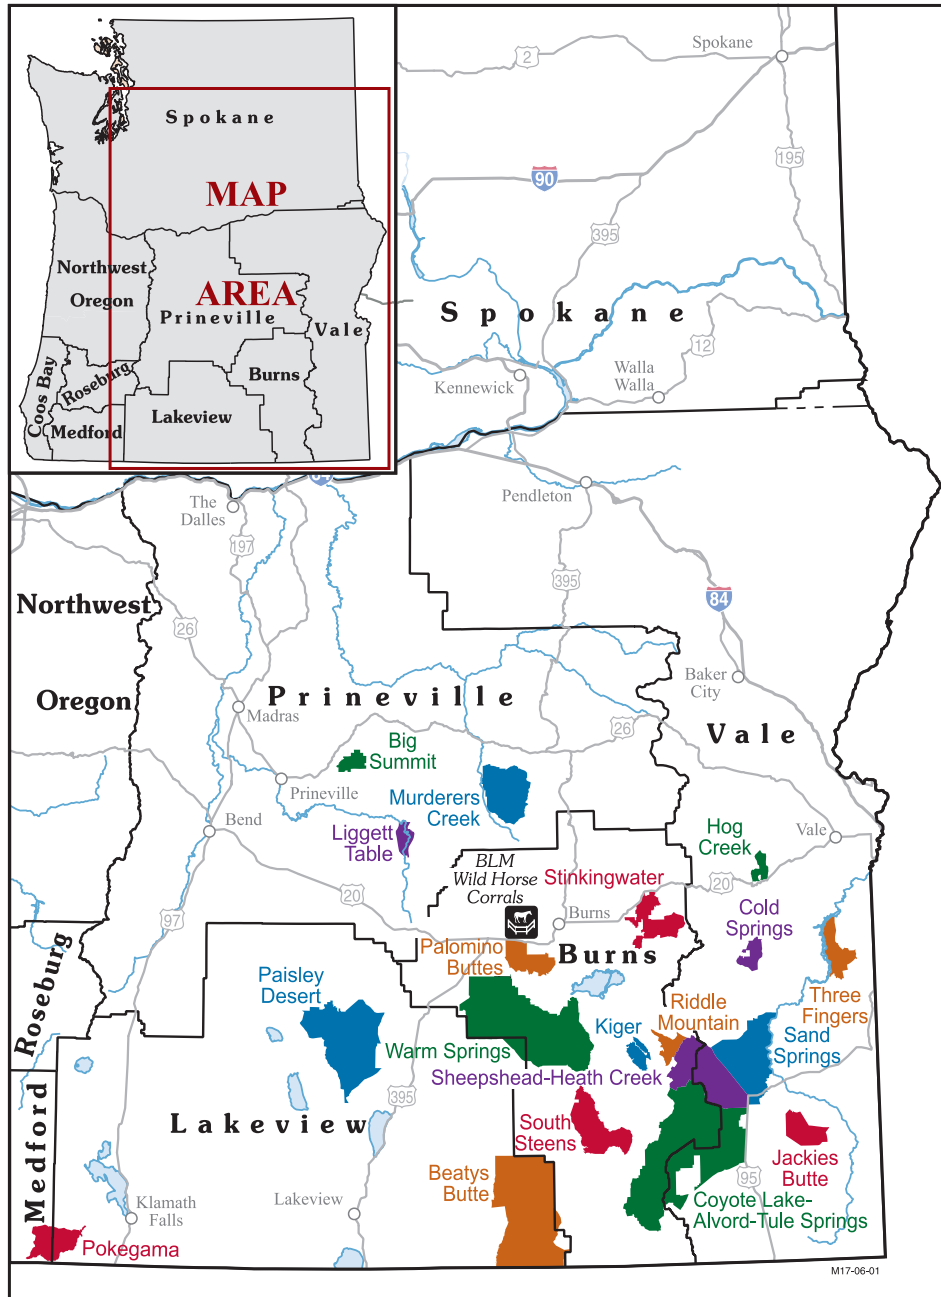 Spokane
MAP
Northwest
Oregon
AREA
Prineville
Vale
Coos Bay
Roseburg
Burns
Medford
Lakeview
Spokane
2
195
90
395
Spokane
12
Walla
Walla
Kennewick
84
The
Dalles
Pendleton
197
395
84
Northwest
Oregon
26
Baker
City
Prineville
Madras
26
Vale
Big
Summit
Prineville
Murderers
Creek
Bend
Liggett
Table
Hog
Creek
Vale
BLM
Wild Horse
Corrals
Stinkingwater
20
20
97
Burns
Cold
Springs
Palomino
Buttes
Burns
Roseburg
Paisley
Desert
Riddle
Mountain
Three
Fingers
Kiger
Sand
Springs
Warm Springs
Sheepshead-Heath Creek
395
Medford
Lakeview
South
Steens
Jackies
Butte
Beatys
Butte
95
Lakeview
Klamath
Falls
Coyote Lake-
Alvord-Tule Springs
Pokegama
M17-06-01